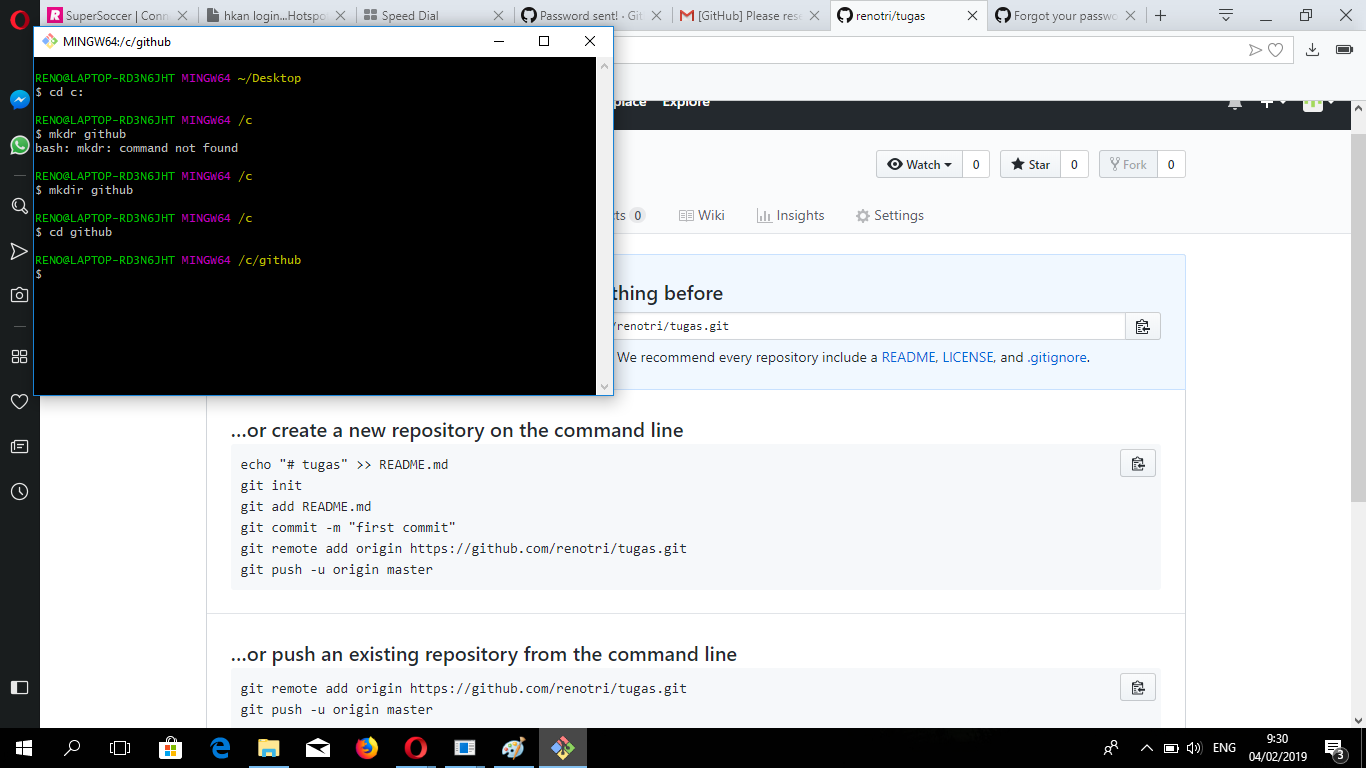 SuperSoccer | Conn
hkan login...Hotspo
Speed Dial
Password sent! · Git
[GitHub] Please rese
renotri/tugas
Forgot your passwo
MINGW64:/c/github
RENO@LAPTOP-RD3N6JHT MINGW64 ~/Desktop
$ cd c:
RENO@LAPTOP-RD3N6JHT MINGW64 /c
$ mkdr github
bash: mkdr: command not found
RENO@LAPTOP-RD3N6JHT MINGW64 /c
$ mkdir github
RENO@LAPTOP-RD3N6JHT MINGW64 /c
$ cd github
RENO@LAPTOP-RD3N6JHT MINGW64 /c/github
$
place Explore
Watch 0 Star 0 Fork 0
cts 0 Wiki Insights Settings
thing before
/renotri/tugas.git
We recommend every repository include a README, LICENSE, and .gitignore.
…or create a new repository on the command line
echo "# tugas" >> README.md
git init
git add README.md
git commit -m "first commit"
git remote add origin https://github.com/renotri/tugas.git
git push -u origin master
…or push an existing repository from the command line
git remote add origin https://github.com/renotri/tugas.git
git push -u origin master
ENG
9:30
04/02/2019
3